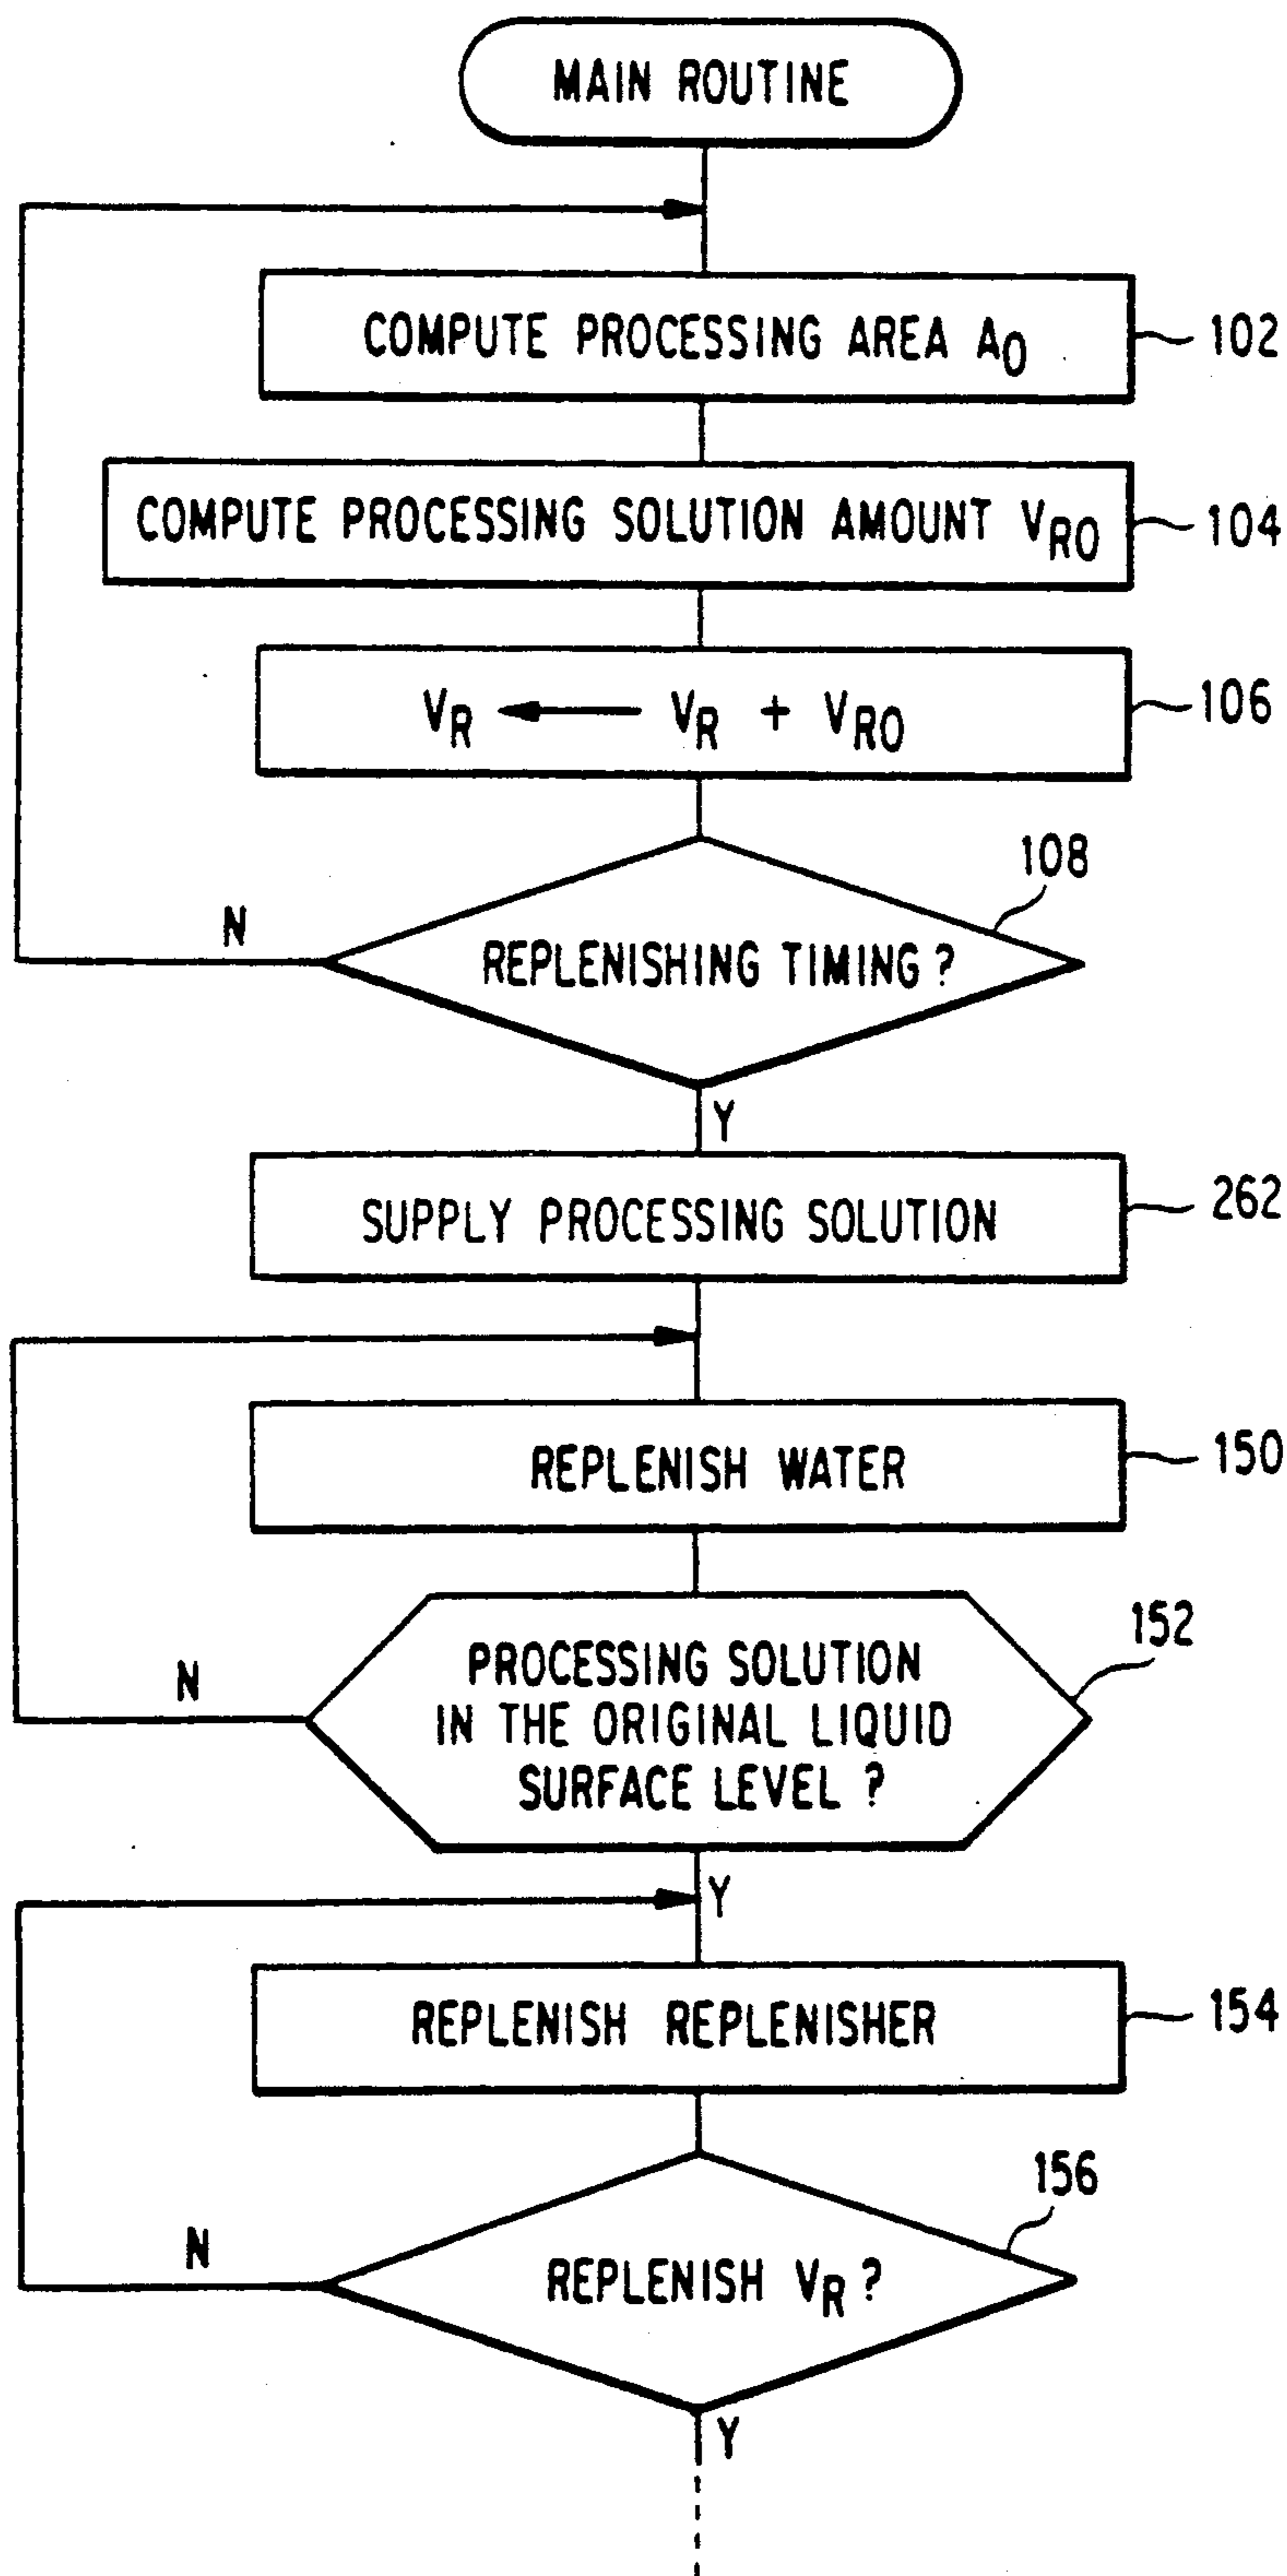 MAIN ROUTINE
COMPUTE PROCESSING AREA A0
102
COMPUTE PROCESSING SOLUTION AMOUNT VRO
104
VR ← VR + VRO
106
108
N
REPLENISHING TIMING ?
Y
SUPPLY PROCESSING SOLUTION
262
REPLENISH WATER
150
152
N
PROCESSING SOLUTION
IN THE ORIGINAL LIQUID
SURFACE LEVEL ?
Y
REPLENISH REPLENISHER
154
156
N
REPLENISH VR ?
Y